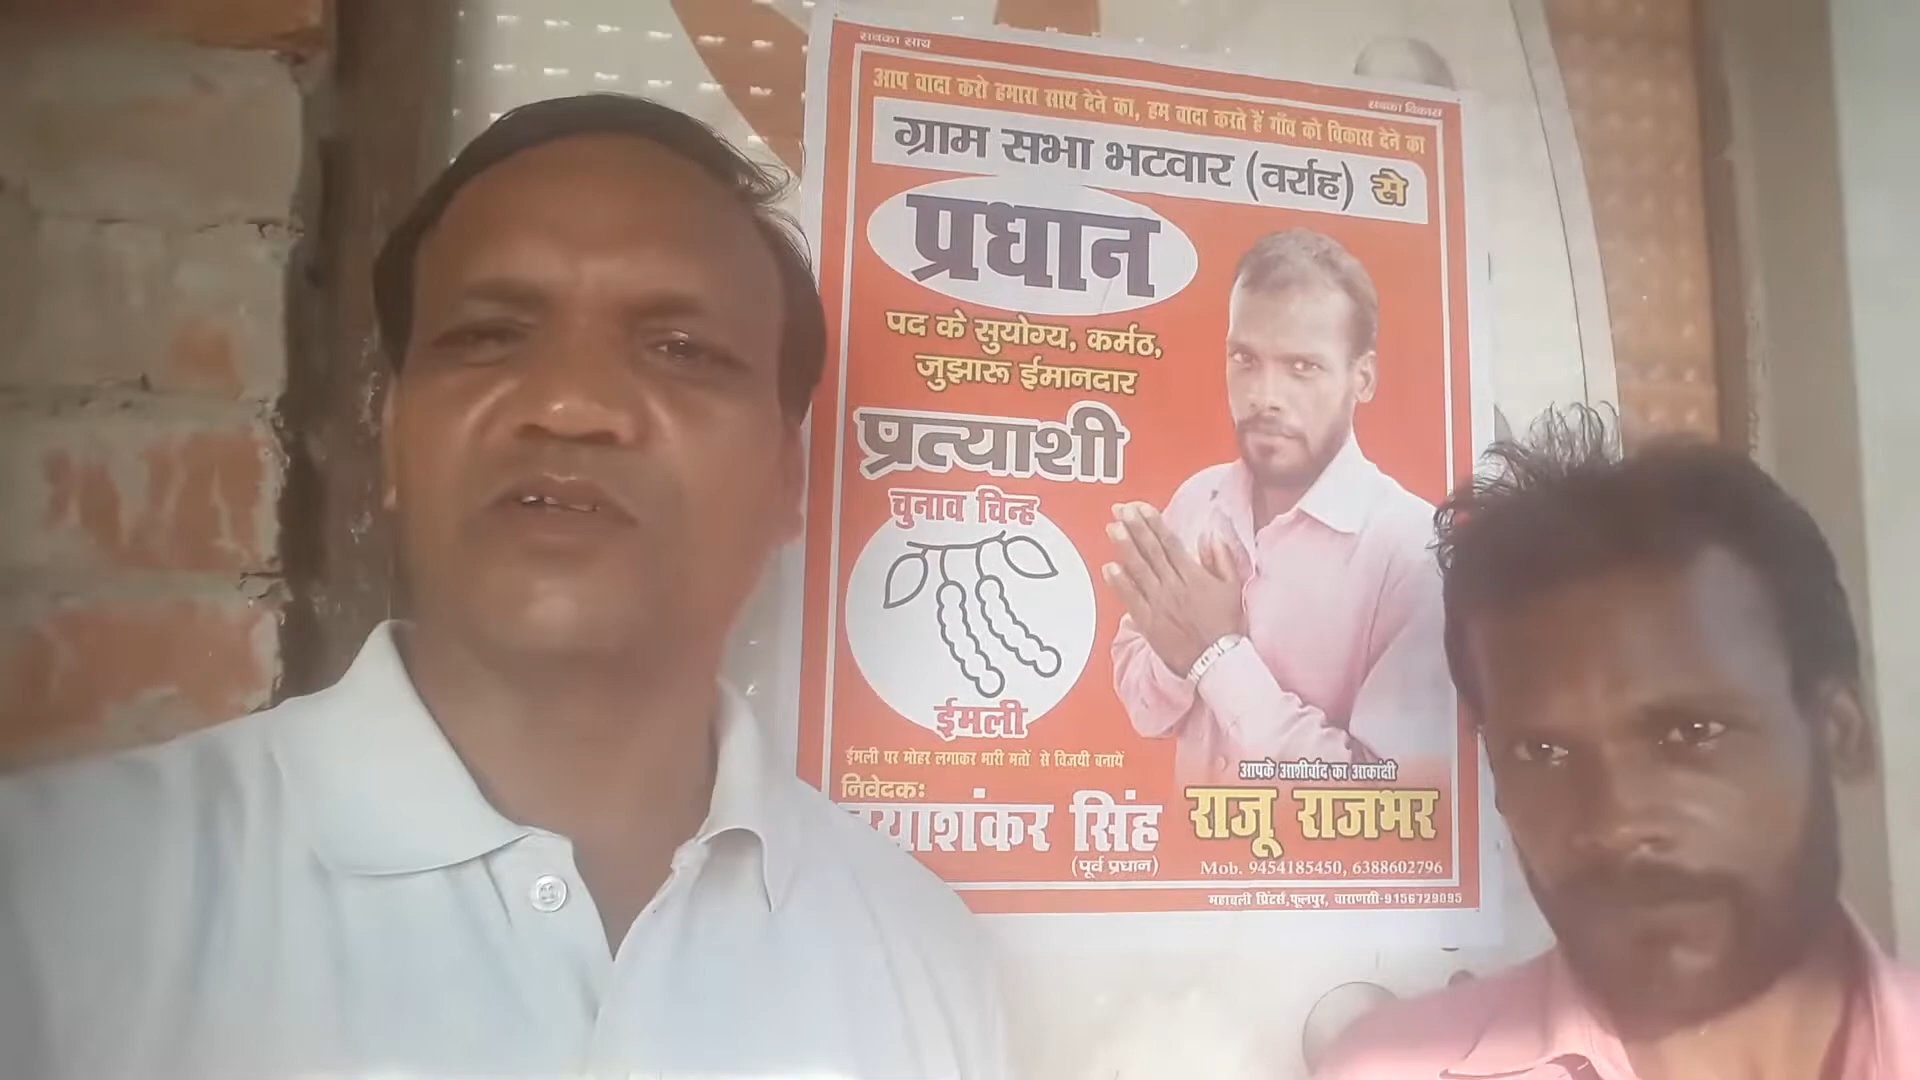 सबका साथ
सबका विकास
आप वादा करो हमारा साथ देने का, हम वादा करते हैं गाँव को विकास देने का
ग्राम सभा भटवार (वर्राह) से
प्रधान
पद के सुयोग्य, कर्मठ,
जुझारू ईमानदार
प्रत्याशी
चुनाव चिन्ह
ईमली
ईमली पर मोहर लगाकर भारी मतों से विजयी बनायें
निवेदकः
सिंह
(पूर्व प्रधान)
आपके आशीर्वाद का आकांक्षी
राजू राजभर
Mob. 9454185450, 6388602796
महाबली प्रिंटर्स,फूलपुर, वाराणसी-9156729095